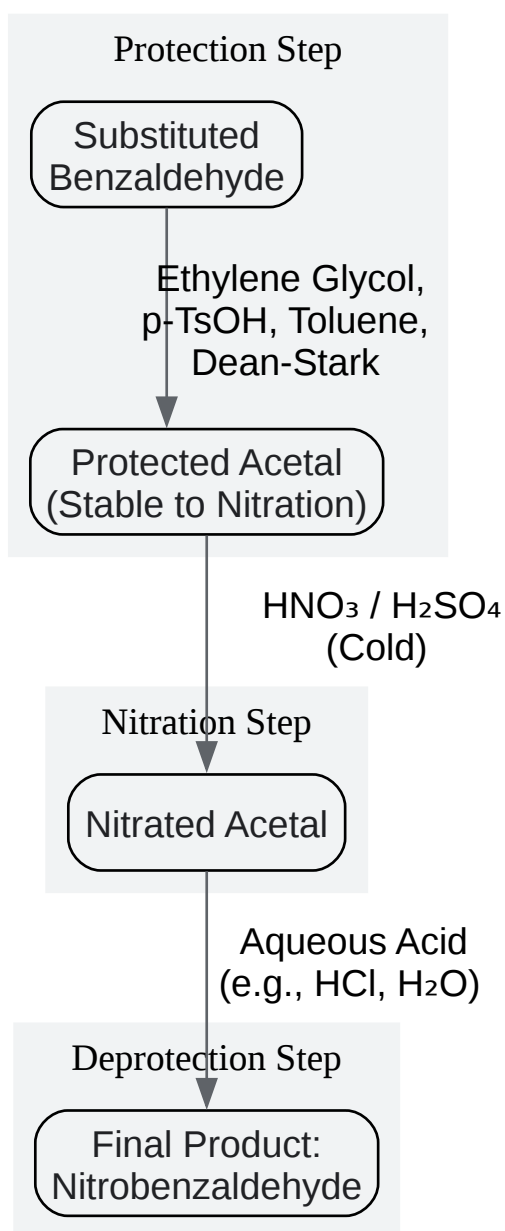 Protection Step
Substituted
Benzaldehyde
Ethylene Glycol,
p-TsOH, Toluene,
Dean-Stark
Protected Acetal
(Stable to Nitration)
HNO₃ / H₂SO₄
(Cold)
Nitration Step
Nitrated Acetal
Aqueous Acid
(e.g., HCl, H₂O)
Deprotection Step
Final Product:
Nitrobenzaldehyde